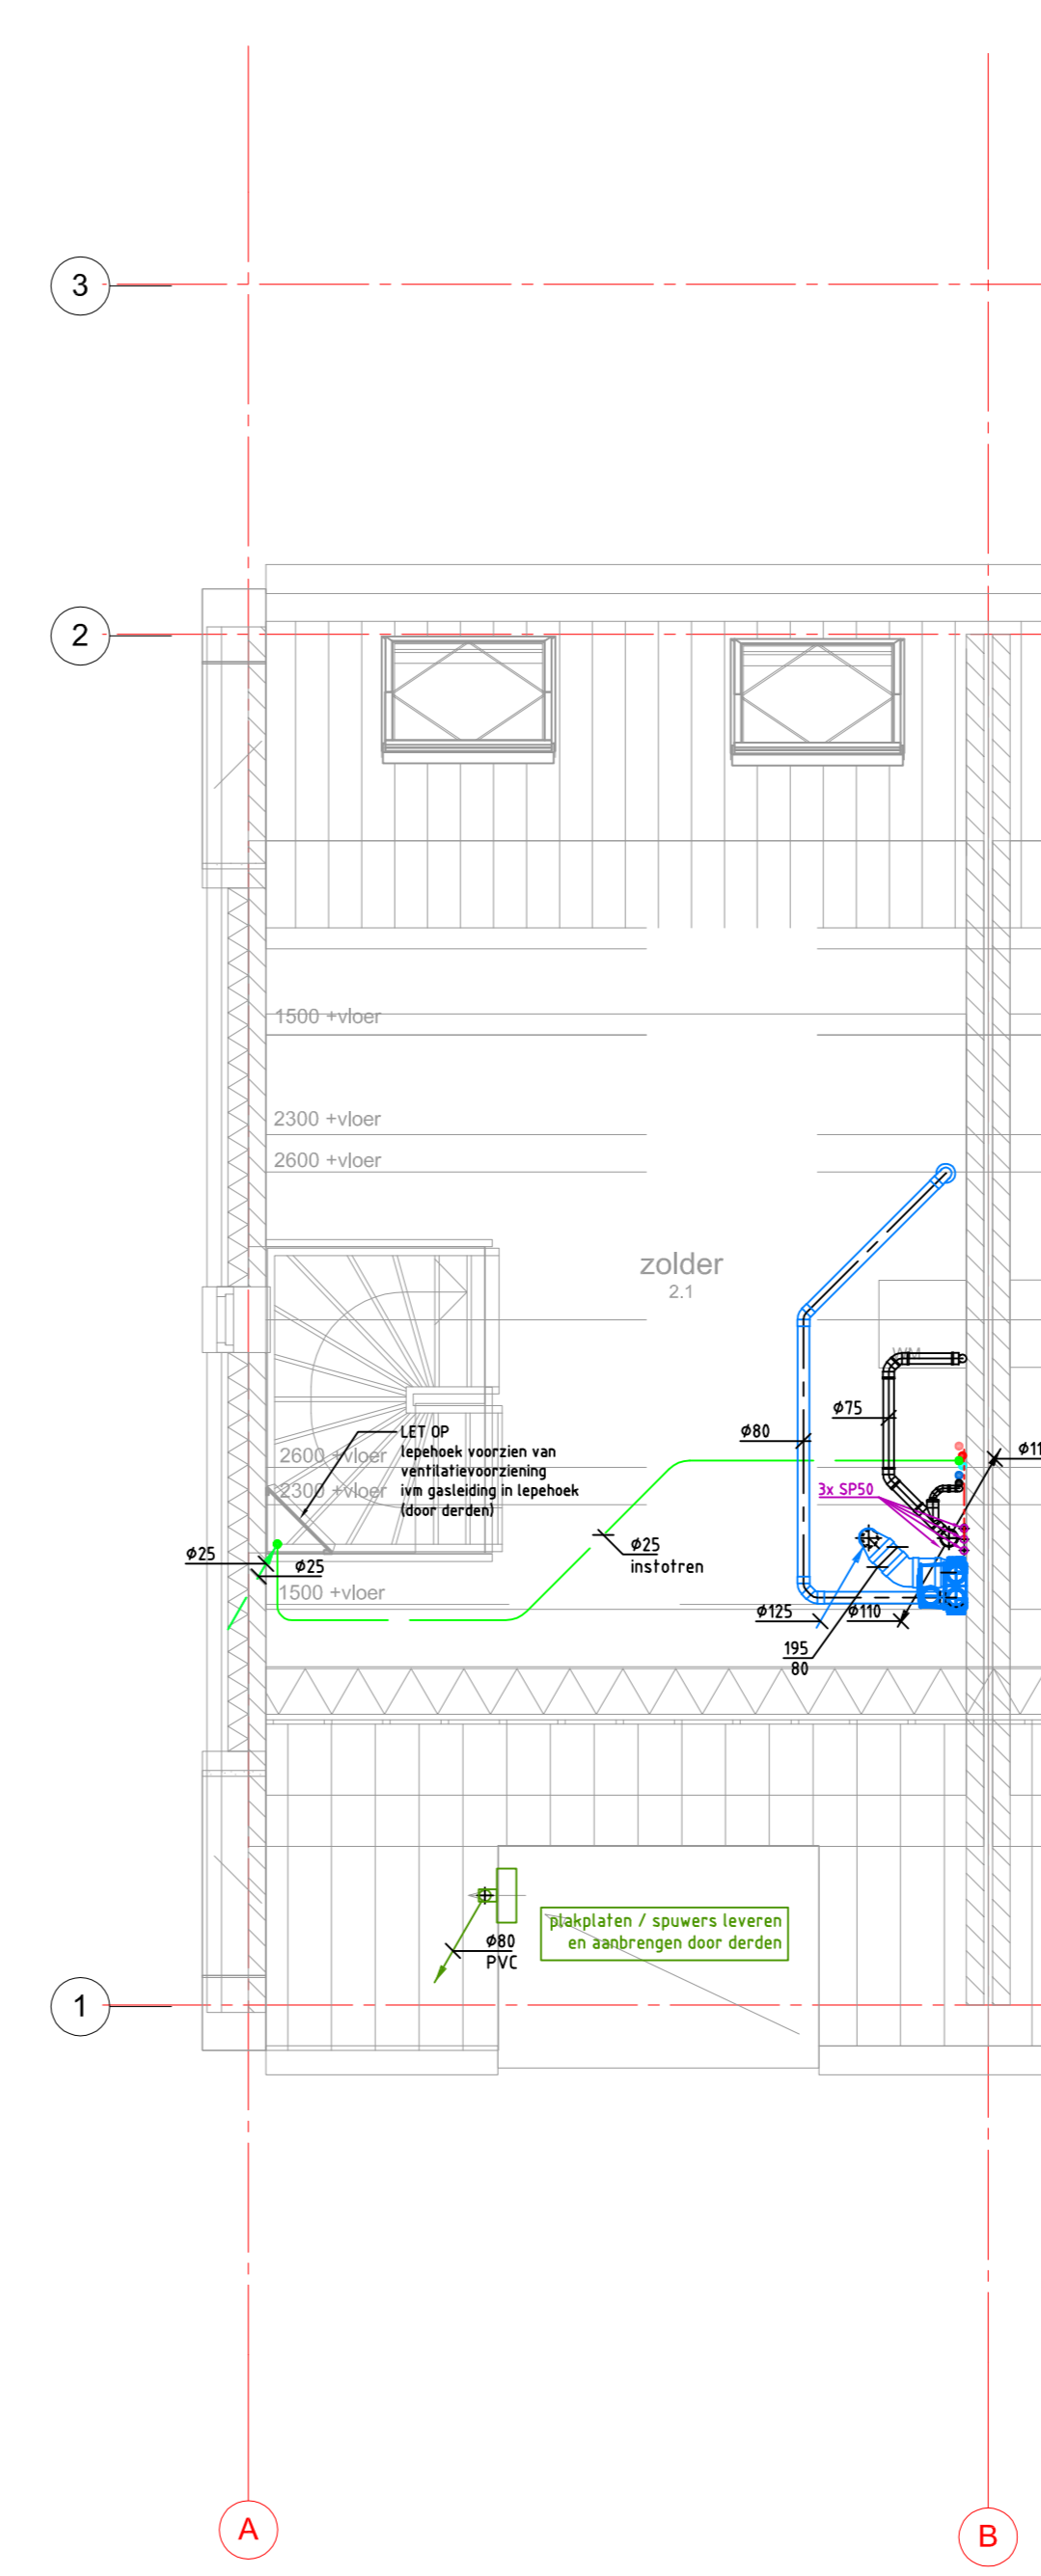 3
2
1500 +vloer
2300 +vloer
2600 +vloer
zolder
2.1
WM
ø75
ø80
LET OP
lepehoek voorzien van
ventilatievoorziening
ivm gasleiding in lepehoek
(door derden)
2600 +vloer
2300 +vloer
3x SP50
ø11
ø25
ø25
ø25
instotren
1500 +vloer
ø125
ø110
195
80
plakplaten / spuwers leveren
en aanbrengen door derden
ø80
PVC
1
A
B